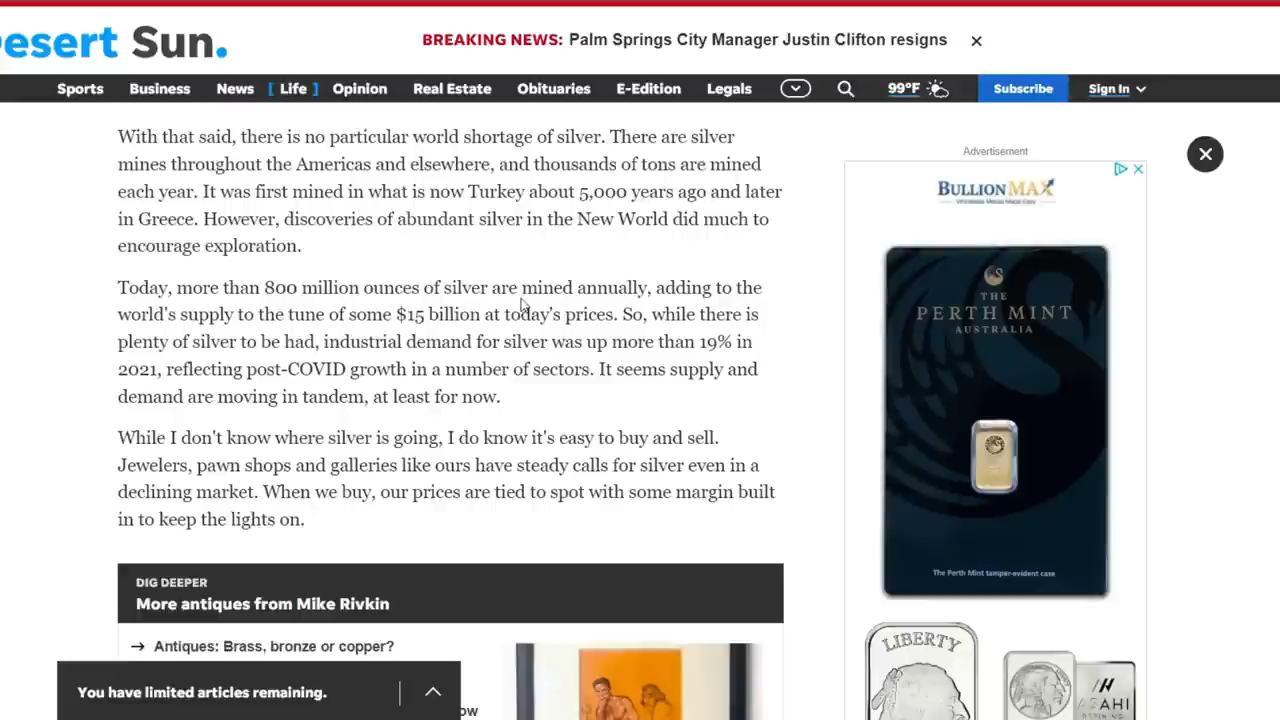 esert Sun.
BREAKING NEWS: Palm Springs City Manager Justin Clifton resigns
Sports Business News [ Life ] Opinion Real Estate Obituaries E-Edition Legals 99°F Subscribe Sign In
With that said, there is no particular world shortage of silver. There are silver
mines throughout the Americas and elsewhere, and thousands of tons are mined
each year. It was first mined in what is now Turkey about 5,000 years ago and later
in Greece. However, discoveries of abundant silver in the New World did much to
encourage exploration.
Today, more than 800 million ounces of silver are mined annually, adding to the
world's supply to the tune of some $15 billion at today's prices. So, while there is
plenty of silver to be had, industrial demand for silver was up more than 19% in
2021, reflecting post-COVID growth in a number of sectors. It seems supply and
demand are moving in tandem, at least for now.
While I don't know where silver is going, I do know it's easy to buy and sell.
Jewelers, pawn shops and galleries like ours have steady calls for silver even in a
declining market. When we buy, our prices are tied to spot with some margin built
in to keep the lights on.
DIG DEEPER
More antiques from Mike Rivkin
→ Antiques: Brass, bronze or copper?
ow
You have limited articles remaining.
Advertisement
BULLIONMAX
THE
PERTH MINT
AUSTRALIA
The Perth Mint tamper-evident case
LIBERTY
ASAHI